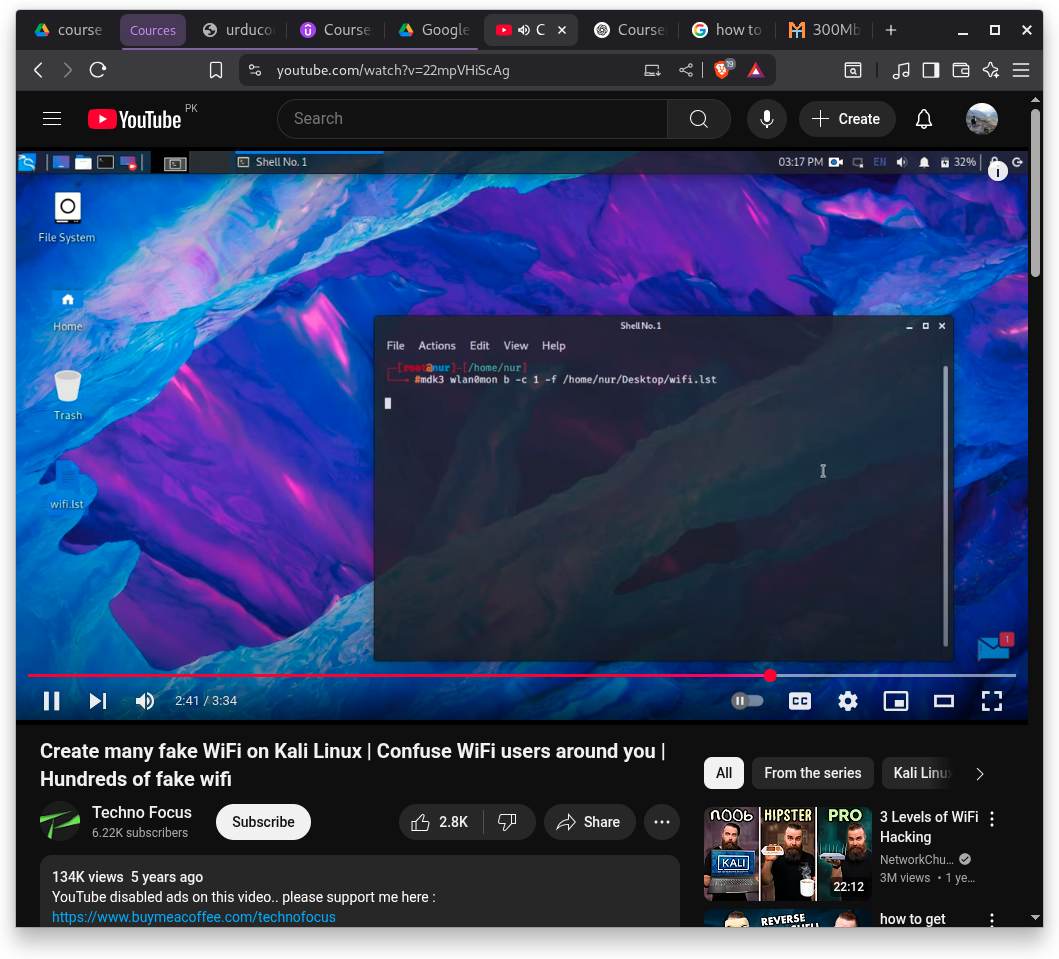 course
Cources
urduco
Course
Google
C
Course
how to
300Mb
youtube.com/watch?v=22mpVHiScAg
19
YouTube
PK
Search
Create
Shell No. 1
03:17 PM
EN
32%
i
File System
Home
Trash
wifi.lst
Shell No. 1
File Actions Edit View Help
[root@nur]-[/home/nur]
#mdk3 wlan0mon b -c 1 -f /home/nur/Desktop/wifi.lst
1
2:41 / 3:34
CC
Create many fake WiFi on Kali Linux | Confuse WiFi users around you |
Hundreds of fake wifi
Techno Focus
6.22K subscribers
Subscribe
2.8K
Share
134K views 5 years ago
YouTube disabled ads on this video.. please support me here :
https://www.buymeacoffee.com/technofocus
All
From the series
Kali Linux
NOOB
HIPSTER
PRO
KALI
22:12
3 Levels of WiFi
Hacking
NetworkChu...
3M views • 1 ye...
REVERSE
how to get